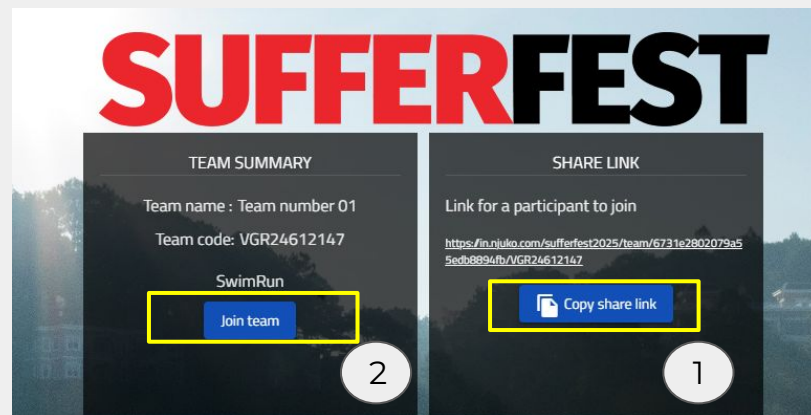 SUFFERFEST
TEAM SUMMARY
Team name : Team number 01
Team code: VGR24612147
SwimRun
Join team
2
SHARE LINK
Link for a participant to join
https://in.njuko.com/sufferfest2025/team/6731e2802079a5
5edb8894fb/VGR24612147
Copy share link
1